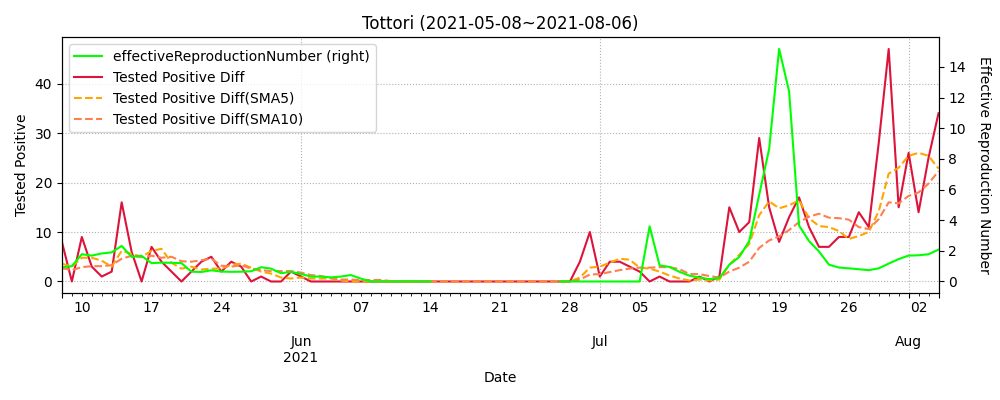 Tottori (2021-05-08~2021-08-06)
effectiveReproductionNumber (right)
Tested Positive Diff
Tested Positive Diff(SMA5)
Tested Positive Diff(SMA10)
Tested Positive
40
30
20
10
0
14
12
10
8
6
4
2
0
Effective Reproduction Number
10 17 24 31 07 14 21 28 05 12 19 26 02
Jun Jul Aug
2021
Date